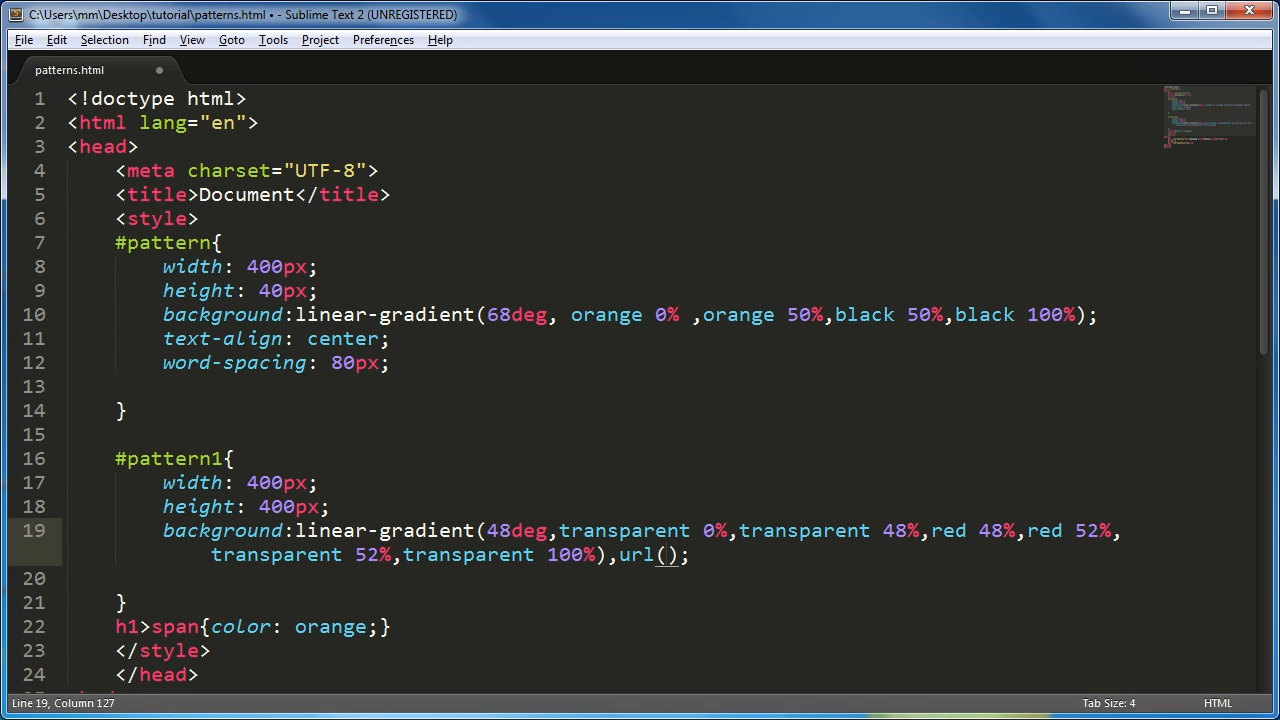 C:\Users\mm\Desktop\tutorial\patterns.html • - Sublime Text 2 (UNREGISTERED)
File Edit Selection Find View Goto Tools Project Preferences Help
patterns.html
1 <!doctype html>
2 <html lang="en">
3 <head>
4 <meta charset="UTF-8">
5 <title>Document</title>
6 <style>
7 #pattern{
8 width: 400px;
9 height: 40px;
10 background:linear-gradient(68deg, orange 0% ,orange 50%,black 50%,black 100%);
11 text-align: center;
12 word-spacing: 80px;
13
14 }
15
16 #pattern1{
17 width: 400px;
18 height: 400px;
19 background:linear-gradient(48deg,transparent 0%,transparent 48%,red 48%,red 52%,
transparent 52%,transparent 100%),url();
20
21 }
22 h1>span{color: orange;}
23 </style>
24 </head>
Line 19, Column 127 Tab Size: 4 HTML